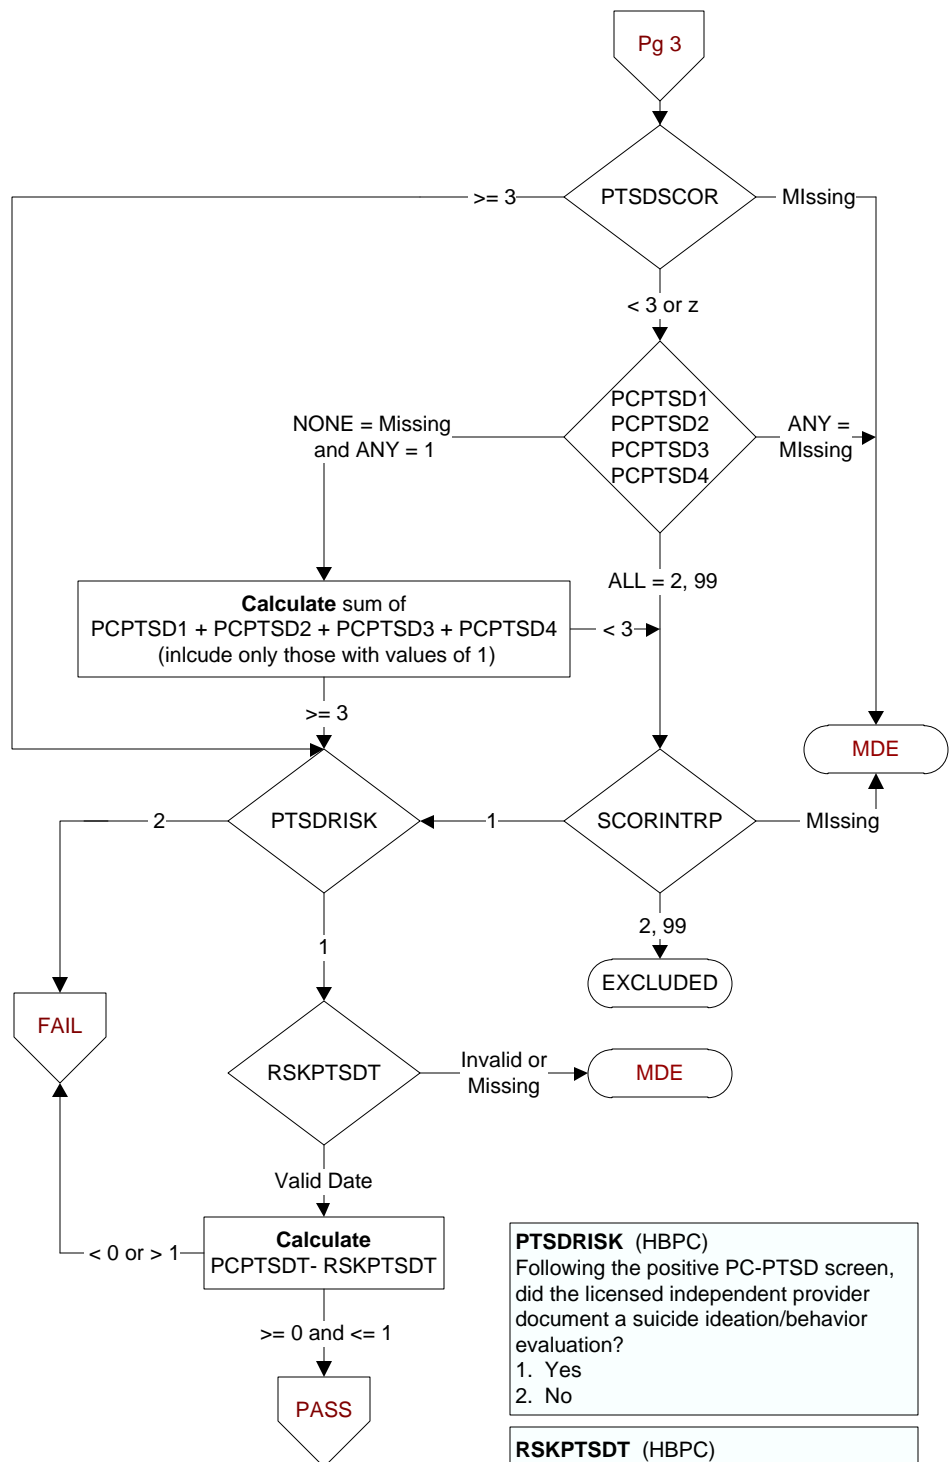 Pg 3
PTSDSCOR
>= 3
MIssing
< 3 or z
PCPTSD1
PCPTSD2
PCPTSD3
PCPTSD4
NONE = Missing
and ANY = 1
ANY =
MIssing
ALL = 2, 99
Calculate sum of
PCPTSD1 + PCPTSD2 + PCPTSD3 + PCPTSD4
(inlcude only those with values of 1)
< 3
>= 3
MDE
PTSDRISK
2
1
SCORINTRP
MIssing
1
2, 99
EXCLUDED
FAIL
RSKPTSDT
Invalid or
Missing
MDE
Valid Date
Calculate
PCPTSDT- RSKPTSDT
< 0 or > 1
>= 0 and <= 1
PASS
PTSDRISK (HBPC)
Following the positive PC-PTSD screen,
did the licensed independent provider
document a suicide ideation/behavior
evaluation?
1. Yes
2. No
RSKPTSDT (HBPC)